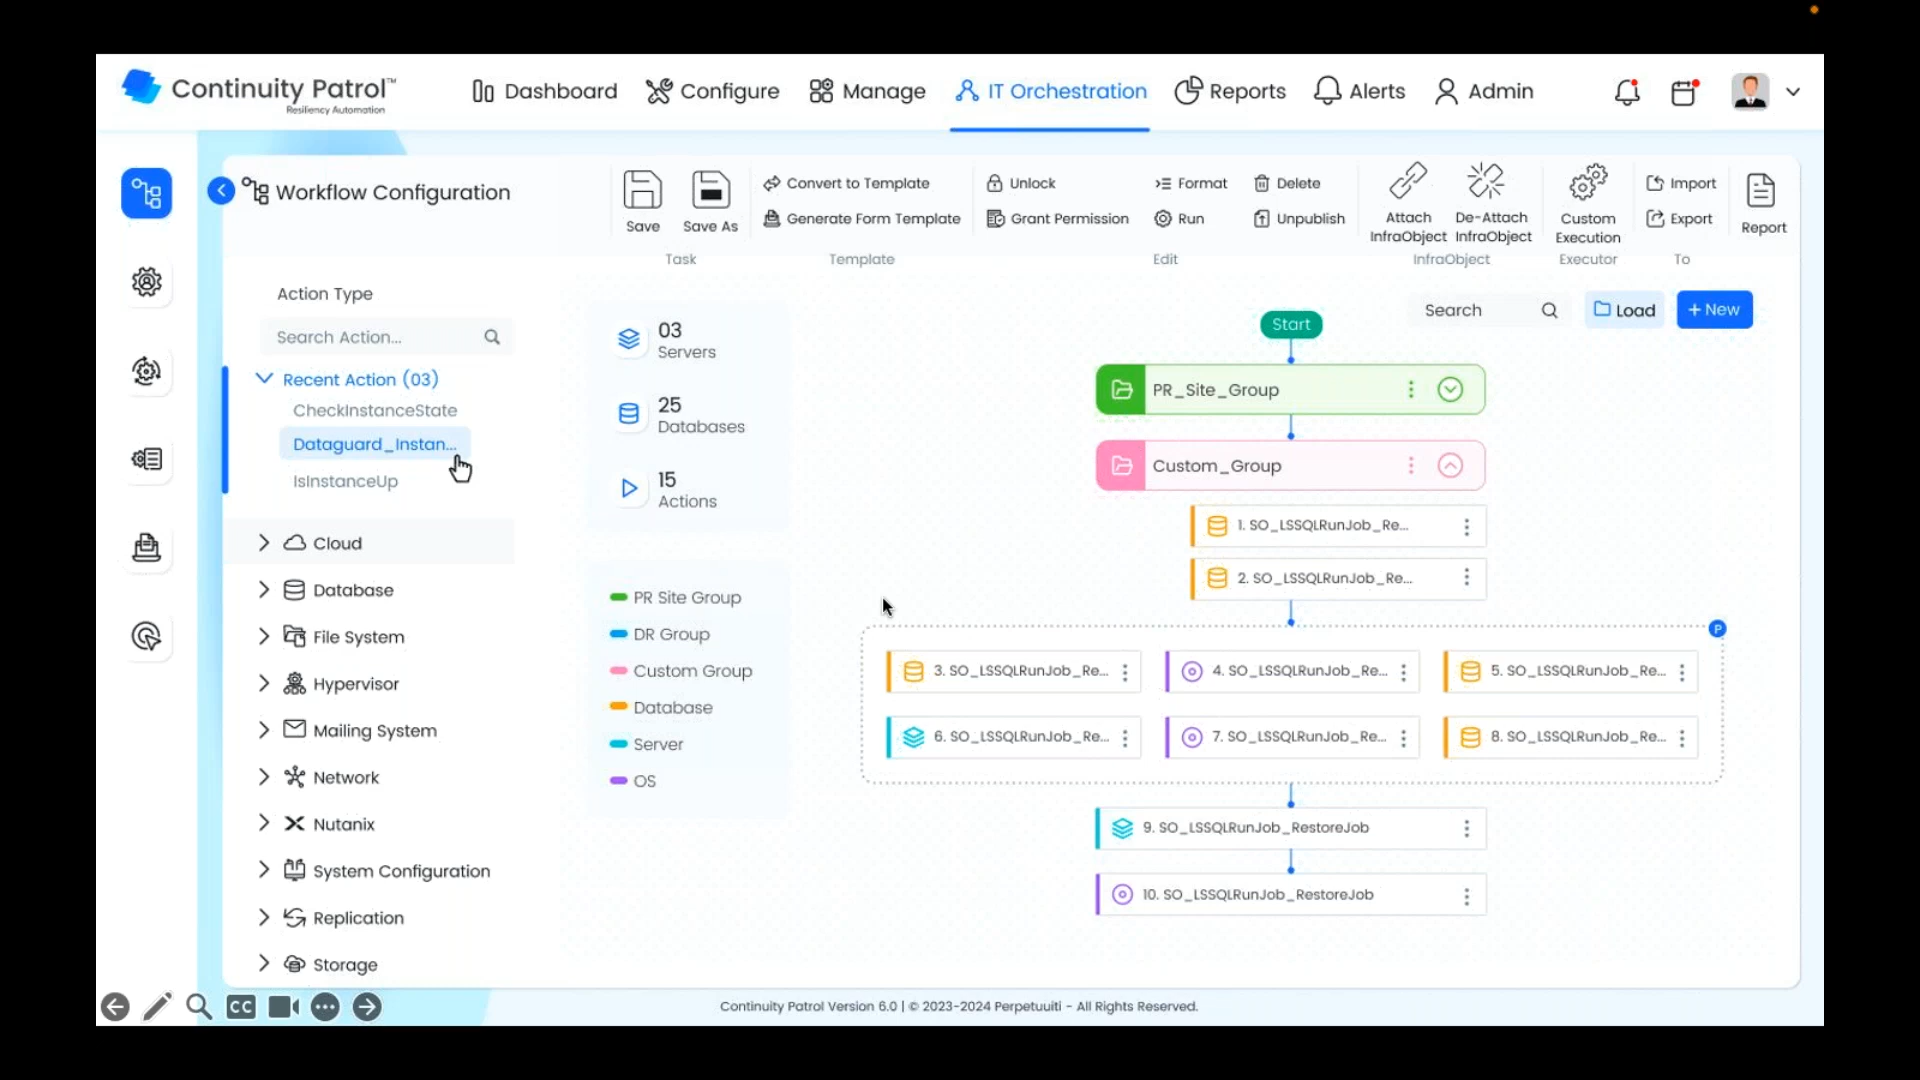 Continuity Patrol™
Resiliency Automation
Dashboard
Configure
Manage
IT Orchestration
Reports
Alerts
Admin
Workflow Configuration
Save
Save As
Task
Convert to Template
Generate Form Template
Template
Unlock
Grant Permission
Format
Run
Delete
Unpublish
Edit
Attach InfraObject
De-Attach InfraObject
InfraObject
Custom Execution
Executor
Import
Export
To
Report
Action Type
Search Action...
Recent Action (03)
CheckInstanceState
Dataguard_Instan...
IsInstanceUp
Cloud
Database
File System
Hypervisor
Mailing System
Network
Nutanix
System Configuration
Replication
Storage
03
Servers
25
Databases
15
Actions
PR Site Group
DR Group
Custom Group
Database
Server
OS
Search
Load
+ New
Start
PR_Site_Group
Custom_Group
1. SO_LSSQLRunJob_Re...
2. SO_LSSQLRunJob_Re...
P
3. SO_LSSQLRunJob_Re...
4. SO_LSSQLRunJob_Re...
5. SO_LSSQLRunJob_Re...
6. SO_LSSQLRunJob_Re...
7. SO_LSSQLRunJob_Re...
8. SO_LSSQLRunJob_Re...
9. SO_LSSQLRunJob_RestoreJob
10. SO_LSSQLRunJob_RestoreJob
CC
Continuity Patrol Version 6.0 | © 2023-2024 Perpetuuiti - All Rights Reserved.